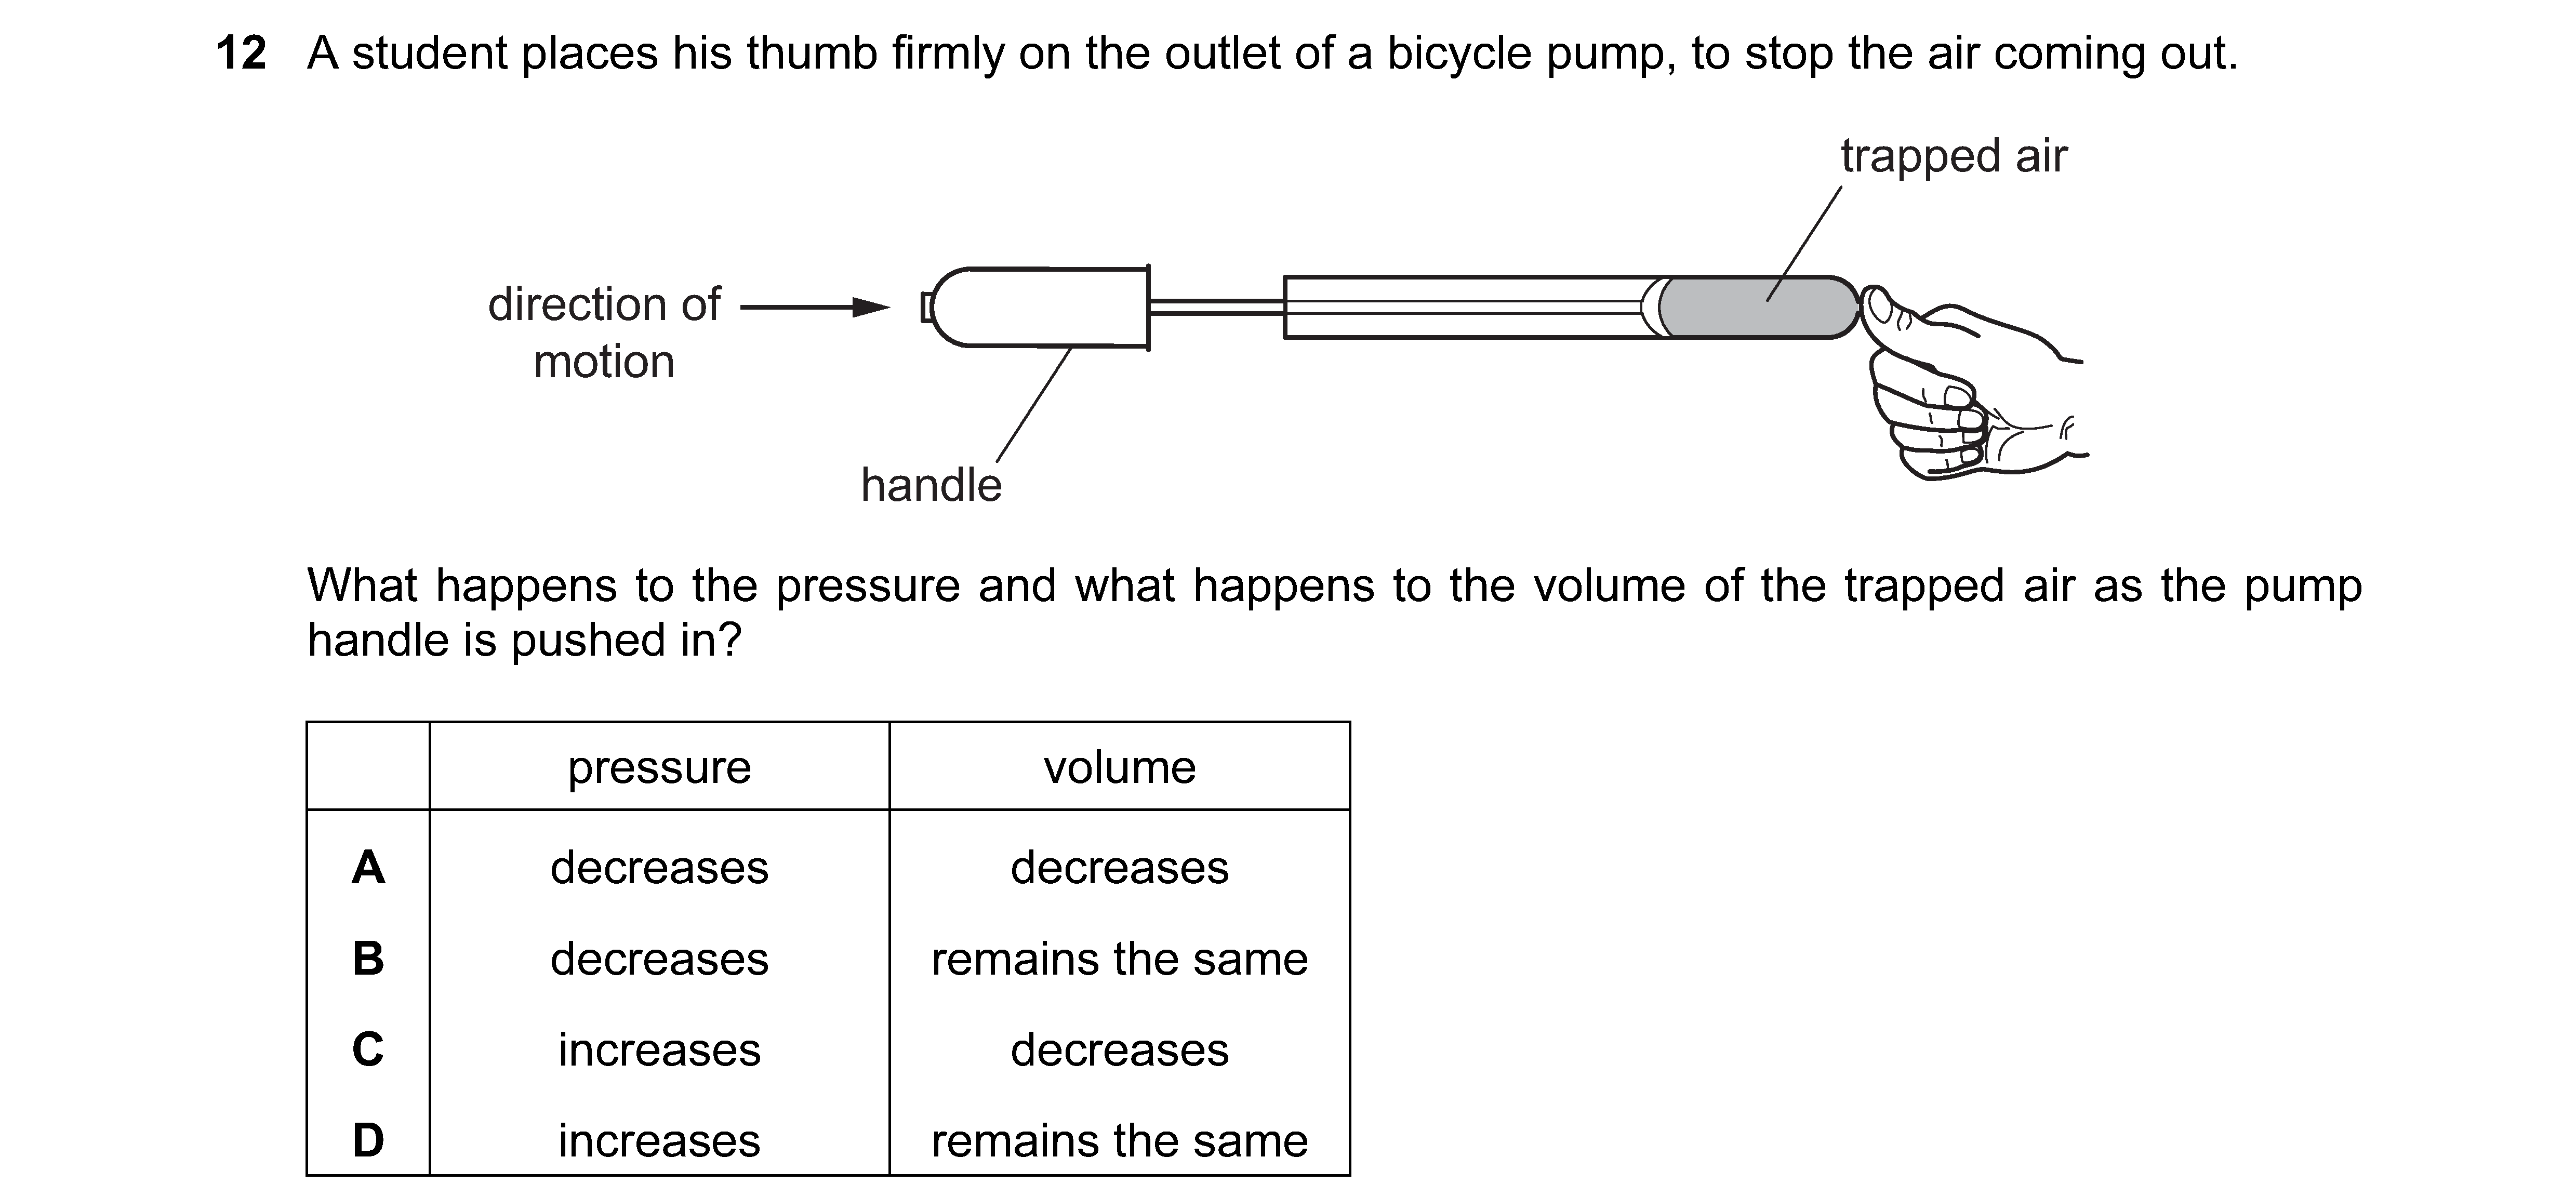 12 A student places his thumb firmly on the outlet of a bicycle pump, to stop the air coming out.
trapped air
direction of
motion
handle
What happens to the pressure and what happens to the volume of the trapped air as the pump
handle is pushed in?
pressure volume
A decreases decreases
B decreases remains the same
C increases decreases
D increases remains the same